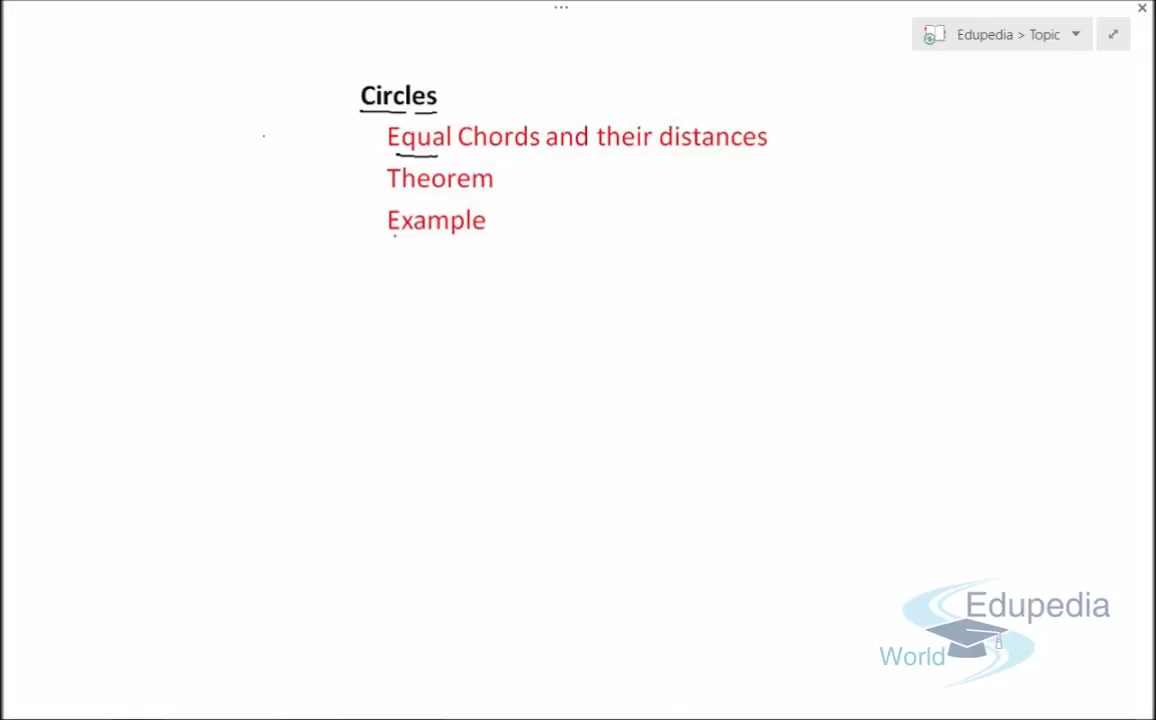 Edupedia > Topic
Circles
Equal Chords and their distances
Theorem
Example
Edupedia
World